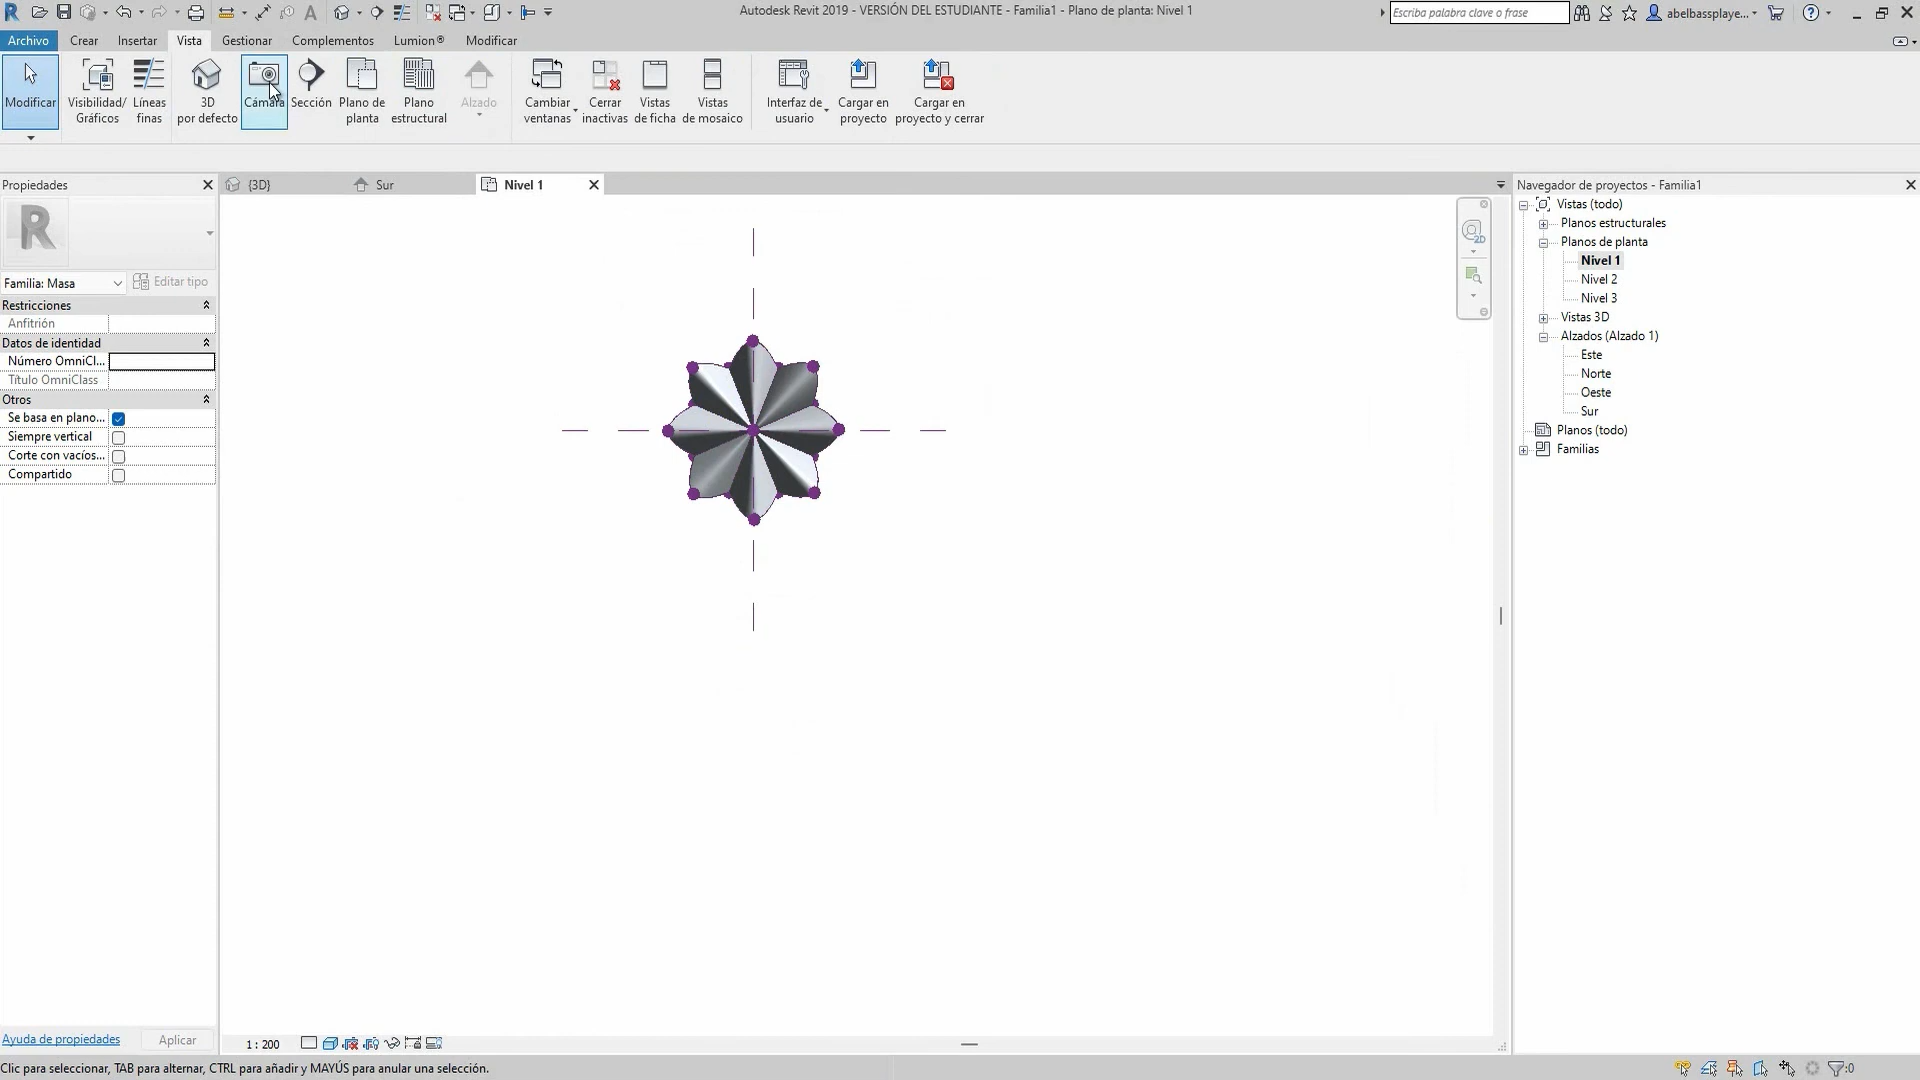 Autodesk Revit 2019 - VERSIÓN DEL ESTUDIANTE - Familia1 - Plano de planta: Nivel 1
Escriba palabra clave o frase
abelbassplaye...
Archivo Crear Insertar Vista Gestionar Complementos Lumion® Modificar
Modificar
Visibilidad/ Gráficos
Líneas finas
3D por defecto
Cámara
Sección
Plano de planta
Plano estructural
Alzado
Cambiar ventanas
Cerrar inactivas
Vistas de ficha
Vistas de mosaico
Interfaz de usuario
Cargar en proyecto
Cargar en proyecto y cerrar
Propiedades
{3D}
Sur
Nivel 1
Navegador de proyectos - Familia1
R
Familia: Masa
Editar tipo
Restricciones
Anfitrión
Datos de identidad
Número OmniCl...
Título OmniClass
Otros
Se basa en plano...
Siempre vertical
Corte con vacíos...
Compartido
2D
Vistas (todo)
Planos estructurales
Planos de planta
Nivel 1
Nivel 2
Nivel 3
Vistas 3D
Alzados (Alzado 1)
Este
Norte
Oeste
Sur
Planos (todo)
Familias
Ayuda de propiedades
Aplicar
1 : 200
Clic para seleccionar, TAB para alternar, CTRL para añadir y MAYÚS para anular una selección.
:0